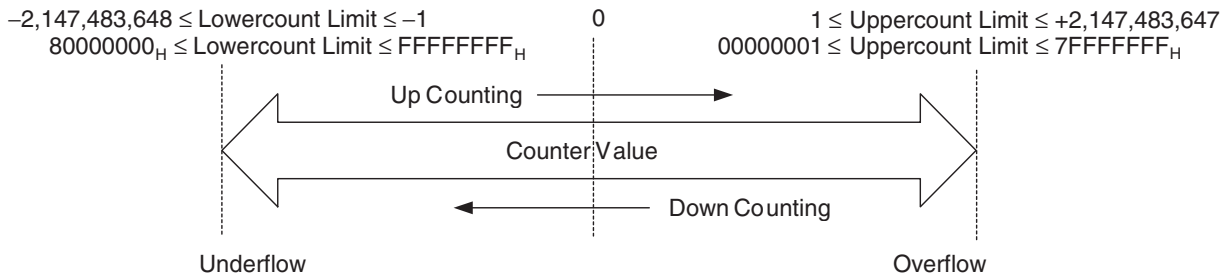 −2,147,483,648 ≤ Lowercount Limit ≤ −1
0
1 ≤ Uppercount Limit ≤ +2,147,483,647
80000000H ≤ Lowercount Limit ≤ FFFFFFFFH
00000001 ≤ Uppercount Limit ≤ 7FFFFFFFH
Up Counting
Counter Value
Down Counting
Underflow
Overflow